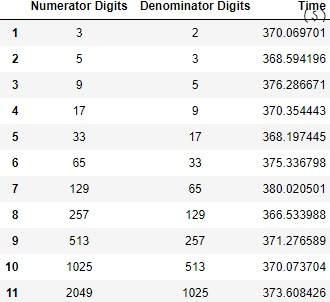 Numerator Digits Denominator Digits Time
(s)
1 3 2 370.069701
2 5 3 368.594196
3 9 5 376.286671
4 17 9 370.354443
5 33 17 368.197445
6 65 33 375.336798
7 129 65 380.020501
8 257 129 366.533988
9 513 257 371.276589
10 1025 513 370.073704
11 2049 1025 373.608426